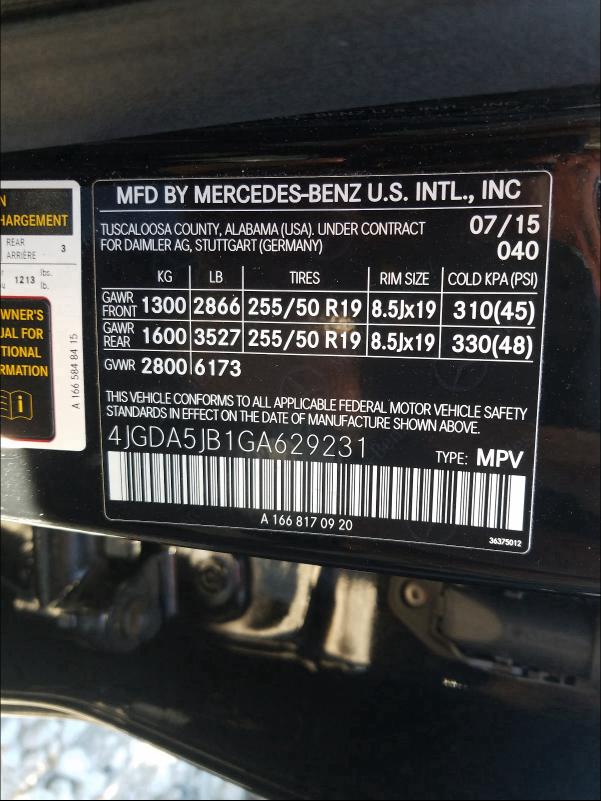 N
HARGEMENT
REAR
ARRIÈRE 3
1213 lbs.
lb.
OWNER'S
UAL FOR
TIONAL
ORMATION
A 166 584 84 15
MFD BY MERCEDES-BENZ U.S. INTL., INC
TUSCALOOSA COUNTY, ALABAMA (USA). UNDER CONTRACT 07/15
FOR DAIMLER AG, STUTTGART (GERMANY) 040
KG LB TIRES RIM SIZE COLD KPA (PSI)
GAWR FRONT 1300 2866 255/50 R19 8.5Jx19 310(45)
GAWR REAR 1600 3527 255/50 R19 8.5Jx19 330(48)
GVWR 2800 6173
THIS VEHICLE CONFORMS TO ALL APPLICABLE FEDERAL MOTOR VEHICLE SAFETY
STANDARDS IN EFFECT ON THE DATE OF MANUFACTURE SHOWN ABOVE.
4JGDA5JB1GA629231
TYPE: MPV
A 166 817 09 20
36375012